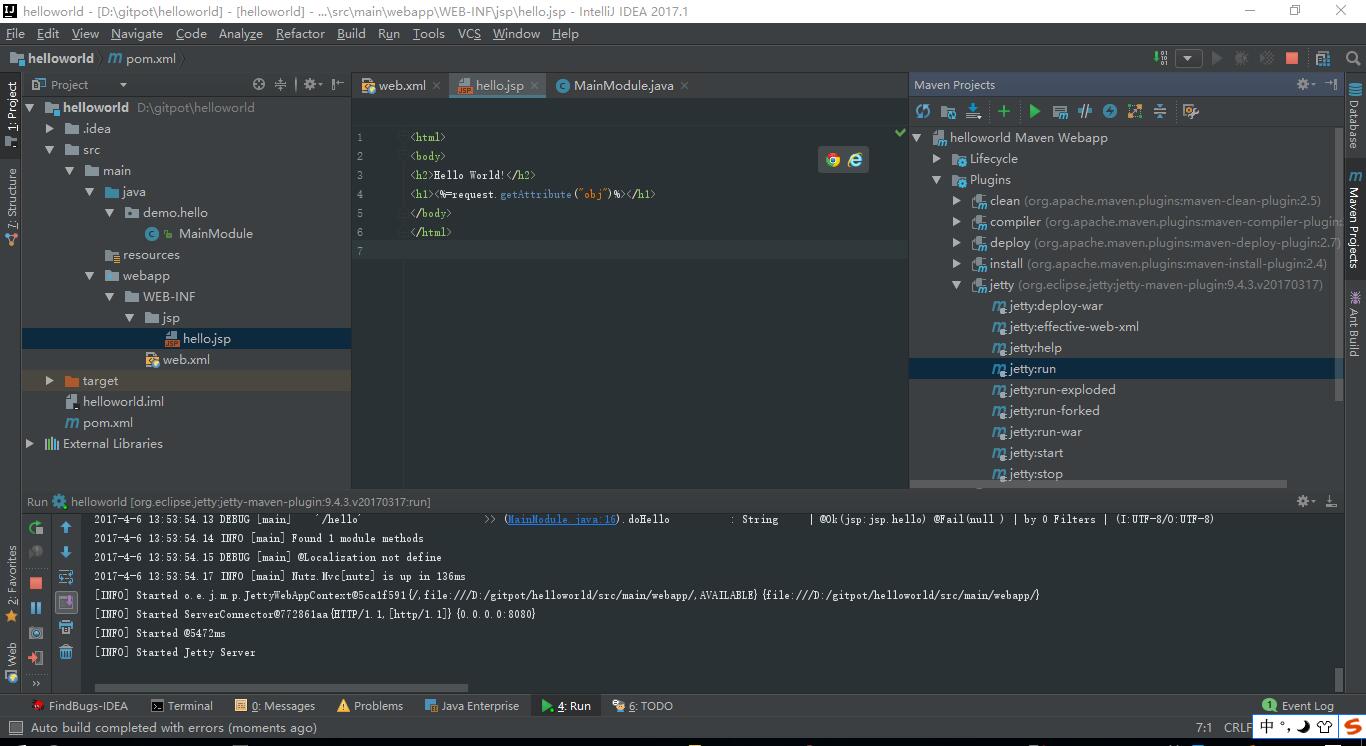 helloworld - [D:\gitpot\helloworld] - [helloworld] - ...\src\main\webapp\WEB-INF\jsp\hello.jsp - IntelliJ IDEA 2017.1
File Edit View Navigate Code Analyze Refactor Build Run Tools VCS Window Help
helloworld pom.xml
1: Project
7: Structure
2: Favorites
Web
Project
helloworld D:\gitpot\helloworld
.idea
src
main
java
demo.hello
MainModule
resources
webapp
WEB-INF
jsp
hello.jsp
web.xml
target
helloworld.iml
pom.xml
External Libraries
web.xml hello.jsp MainModule.java
1 <html>
2 <body>
3 <h2>Hello World!</h2>
4 <h1><%=request.getAttribute("obj")%></h1>
5 </body>
6 </html>
7
Maven Projects
helloworld Maven Webapp
Lifecycle
Plugins
clean (org.apache.maven.plugins:maven-clean-plugin:2.5)
compiler (org.apache.maven.plugins:maven-compiler-plugin:
deploy (org.apache.maven.plugins:maven-deploy-plugin:2.7)
install (org.apache.maven.plugins:maven-install-plugin:2.4)
jetty (org.eclipse.jetty:jetty-maven-plugin:9.4.3.v20170317)
jetty:deploy-war
jetty:effective-web-xml
jetty:help
jetty:run
jetty:run-exploded
jetty:run-forked
jetty:run-war
jetty:start
jetty:stop
Database
Maven Projects
Ant Build
Run helloworld [org.eclipse.jetty:jetty-maven-plugin:9.4.3.v20170317:run]
2017-4-6 13:53:54.13 DEBUG [main] `/hello` >> (MainModule.java:16).doHello : String | @Ok(jsp:jsp.hello) @Fail(null ) | by 0 Filters | (I:UTF-8/O:UTF-8)
2017-4-6 13:53:54.14 INFO [main] Found 1 module methods
2017-4-6 13:53:54.15 DEBUG [main] @Localization not define
2017-4-6 13:53:54.17 INFO [main] Nutz.Mvc[nutz] is up in 136ms
[INFO] Started o.e.j.m.p.JettyWebAppContext@5ca1f591{/,file:///D:/gitpot/helloworld/src/main/webapp/,AVAILABLE}{file:///D:/gitpot/helloworld/src/main/webapp/}
[INFO] Started ServerConnector@772861aa{HTTP/1.1,[http/1.1]}{0.0.0.0:8080}
[INFO] Started @5472ms
[INFO] Started Jetty Server
FindBugs-IDEA Terminal 0: Messages Problems Java Enterprise 4: Run 6: TODO 1 Event Log
Auto build completed with errors (moments ago) 7:1 CRLF 中 °,